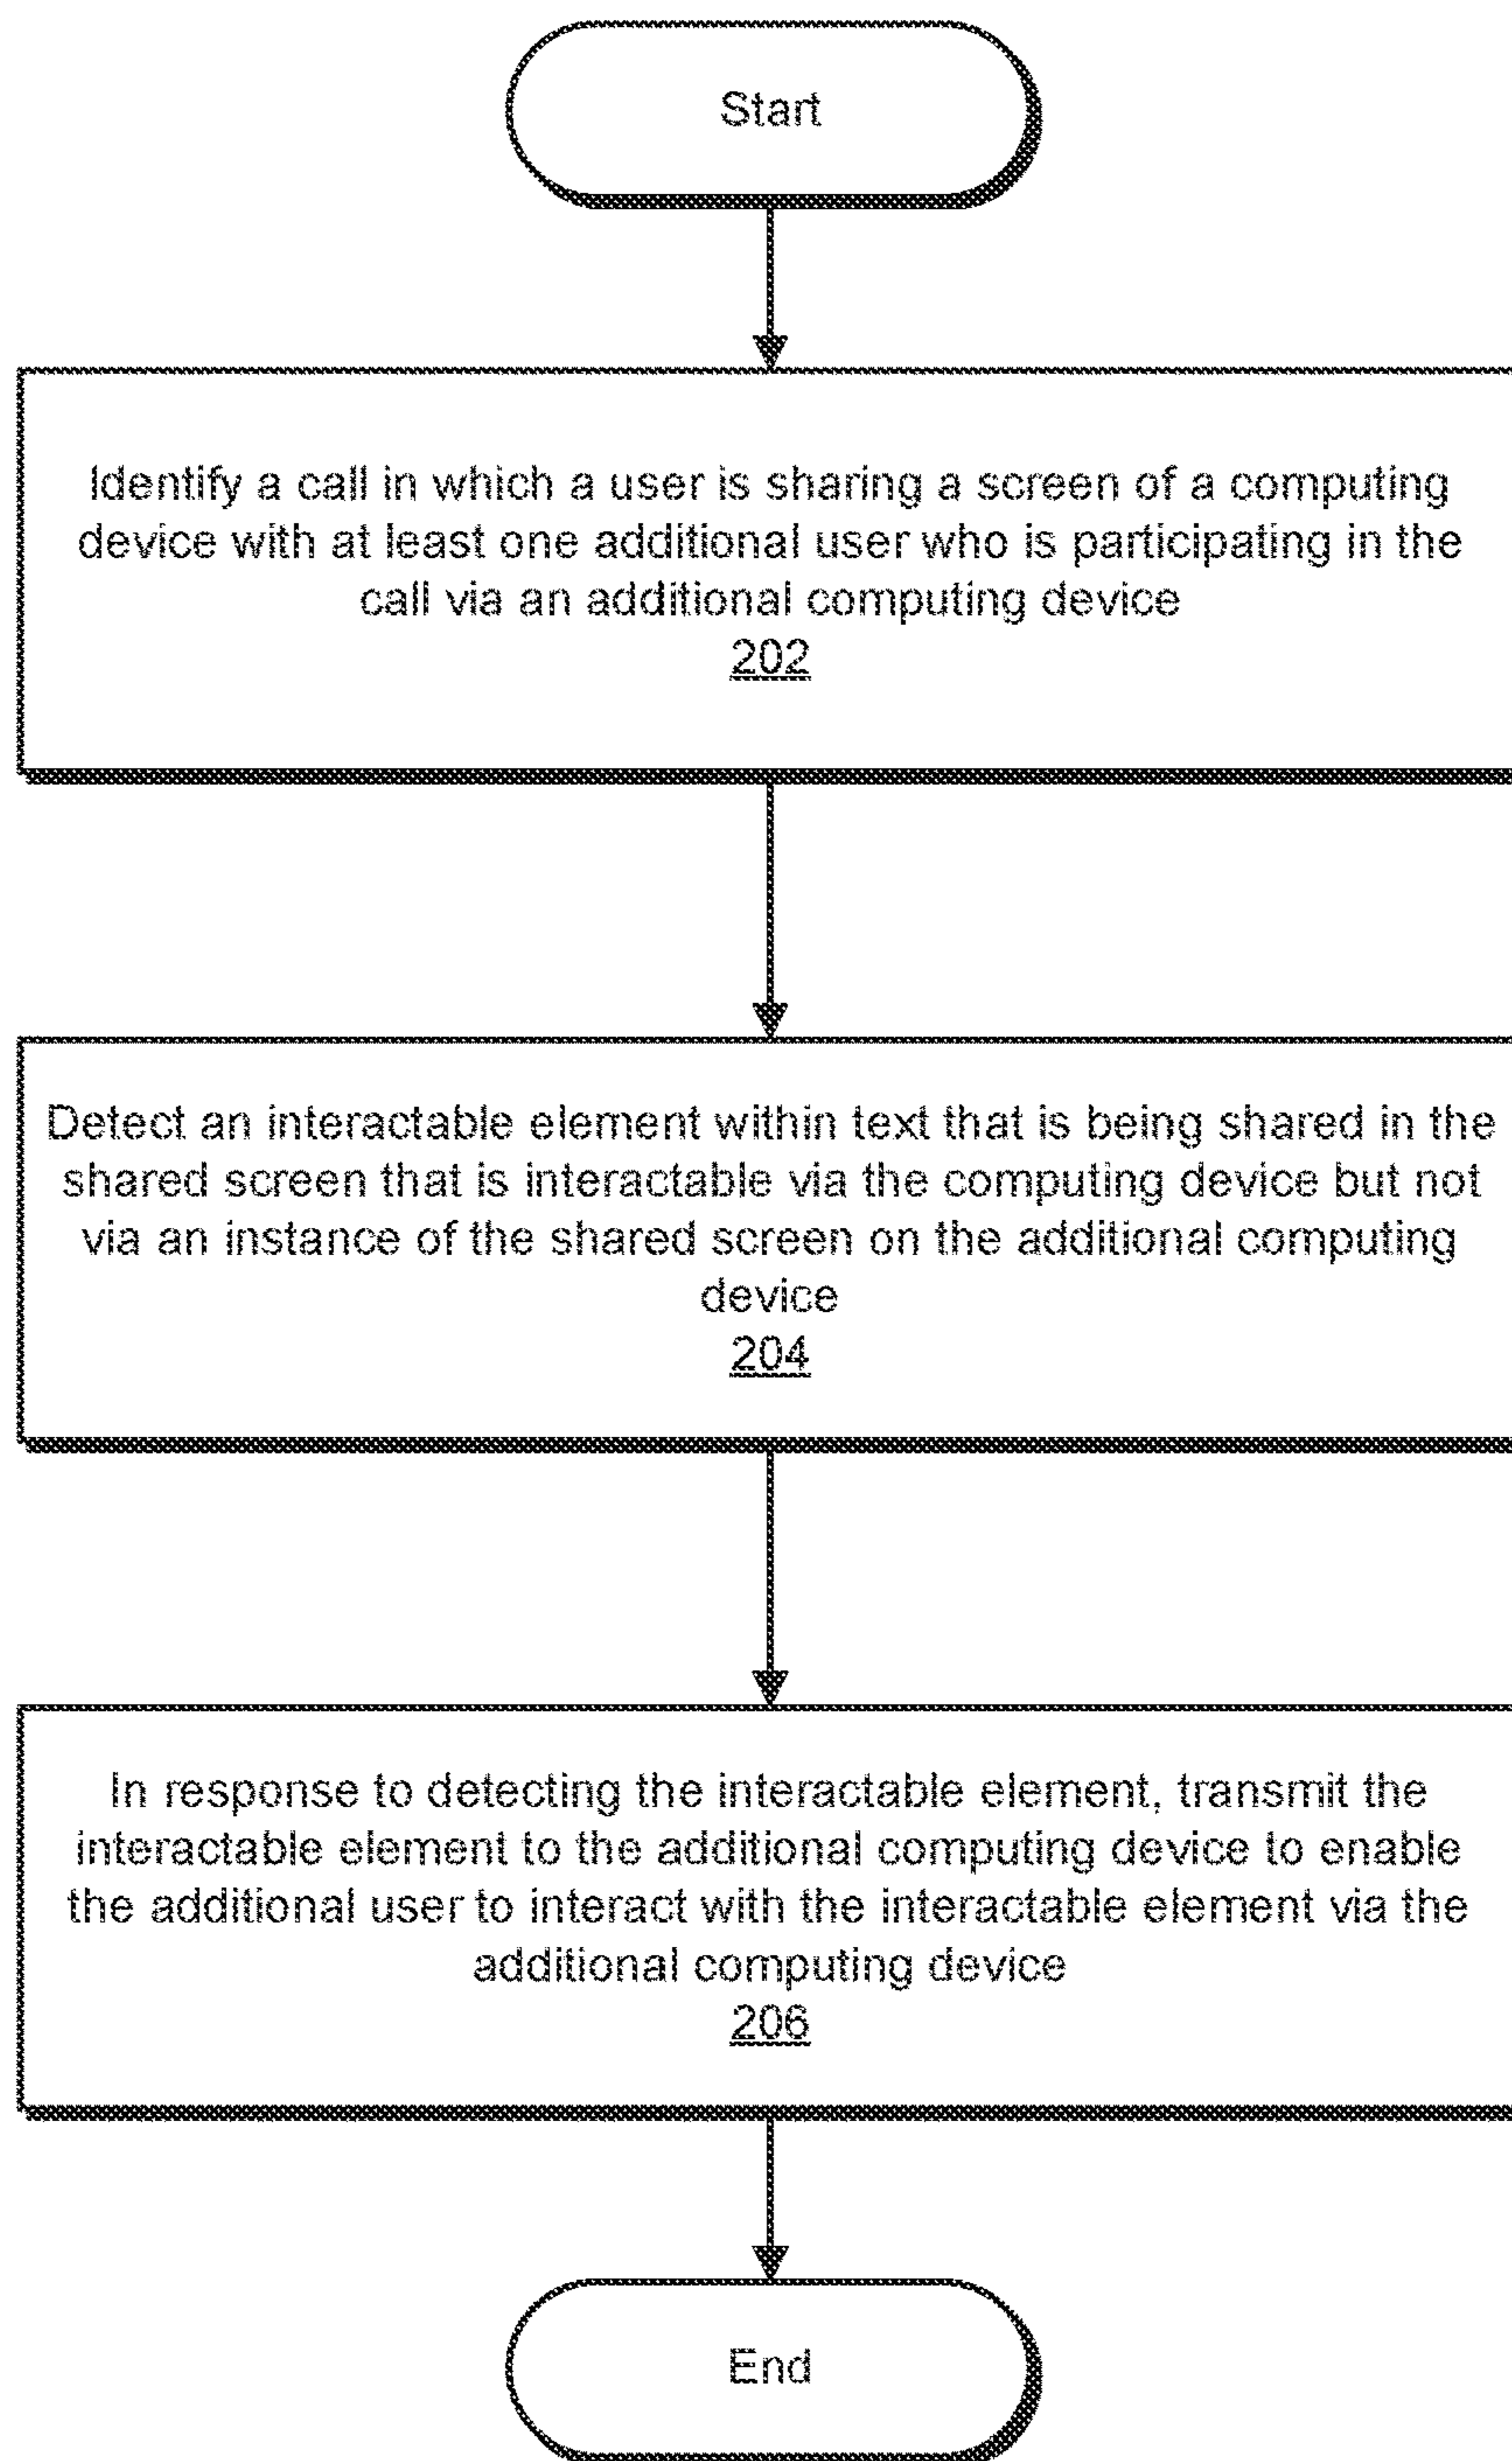 Start
Identify a call in which a user is sharing a screen of a computing
device with at least one additional user who is participating in the
call via an additional computing device
202
Detect an interactable element within text that is being shared in the
shared screen that is interactable via the computing device but not
via an instance of the shared screen on the additional computing
device
204
In response to detecting the interactable element, transmit the
interactable element to the additional computing device to enable
the additional user to interact with the interactable element via the
additional computing device
206
End